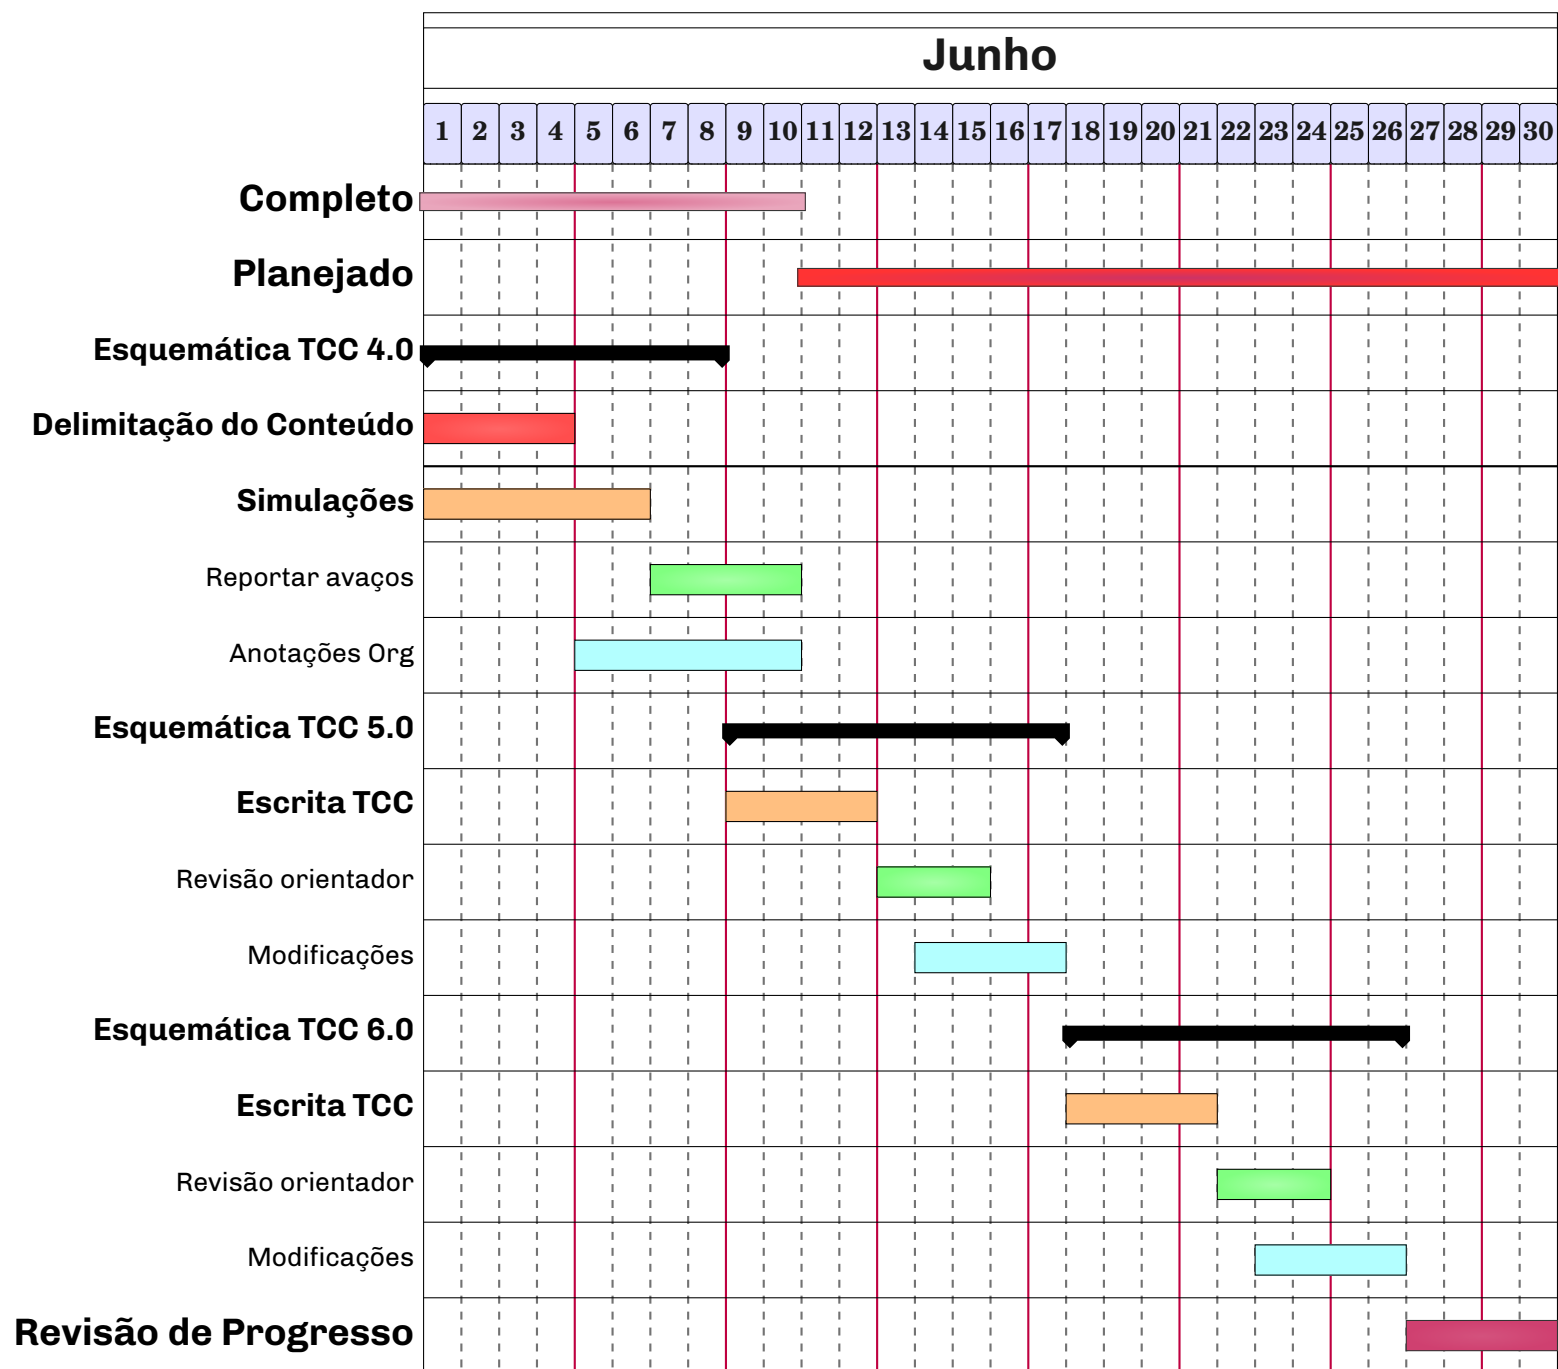 Junho
1 2 3 4 5 6 7 8 9 10 11 12 13 14 15 16 17 18 19 20 21 22 23 24 25 26 27 28 29 30
Completo
Planejado
Esquemática TCC 4.0
Delimitação do Conteúdo
Simulações
Reportar avaços
Anotações Org
Esquemática TCC 5.0
Escrita TCC
Revisão orientador
Modificações
Esquemática TCC 6.0
Escrita TCC
Revisão orientador
Modificações
Revisão de Progresso